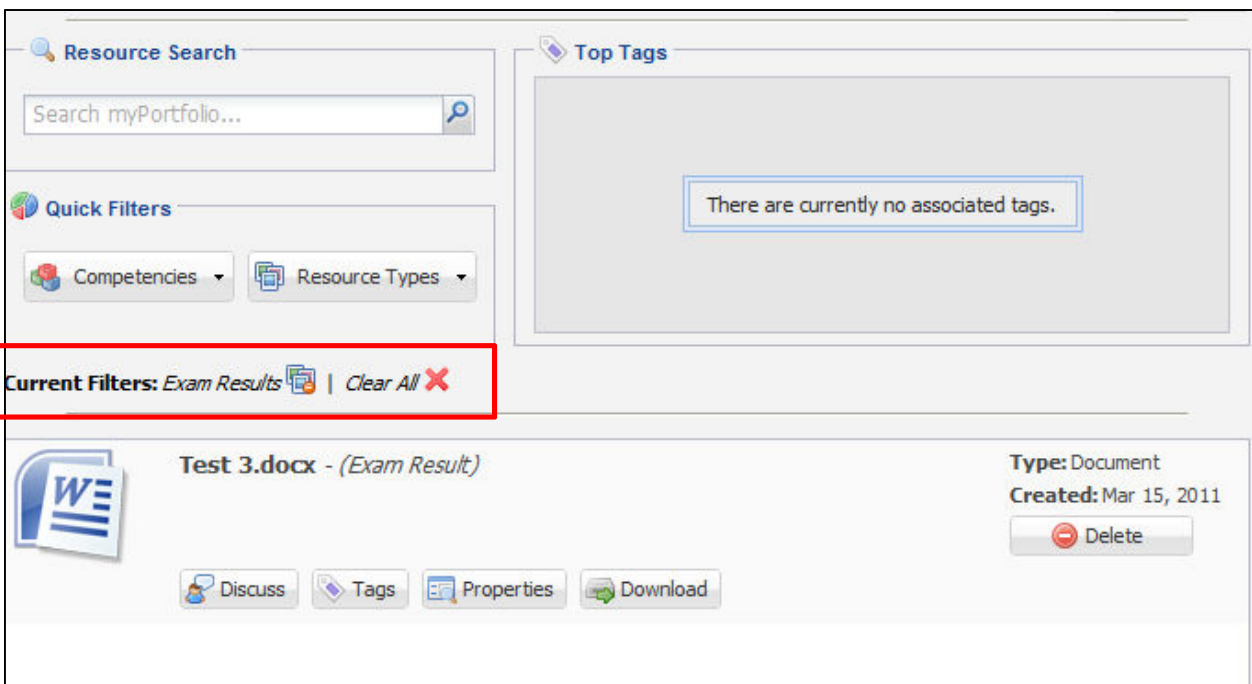 Resource Search
Search myPortfolio...
Top Tags
There are currently no associated tags.
Quick Filters
Competencies
Resource Types
Current Filters: Exam Results | Clear All
W
Test 3.docx - (Exam Result)
Type: Document
Created: Mar 15, 2011
Delete
Discuss
Tags
Properties
Download